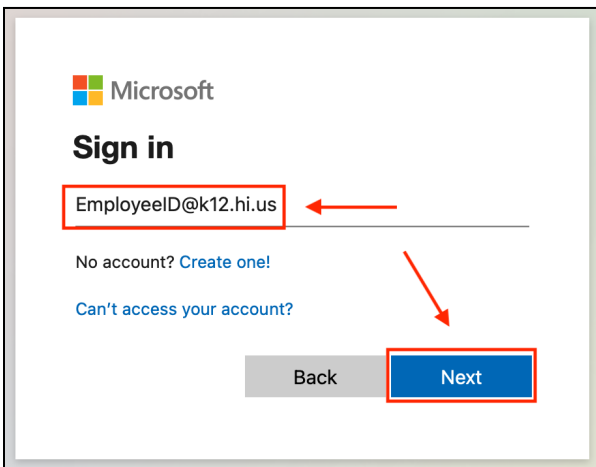 Microsoft
Sign in
EmployeeID@k12.hi.us
No account? Create one!
Can't access your account?
Back Next